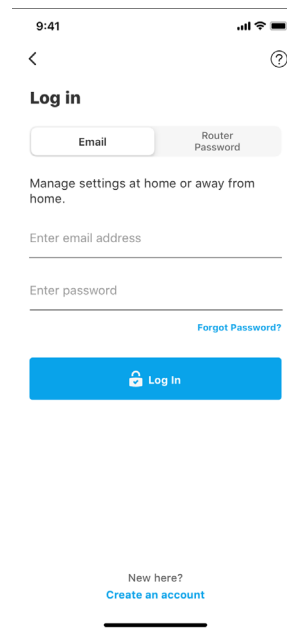 9:41
Log in
Email
Router
Password
Manage settings at home or away from
home.
Enter email address
Enter password
Forgot Password?
Log In
New here?
Create an account